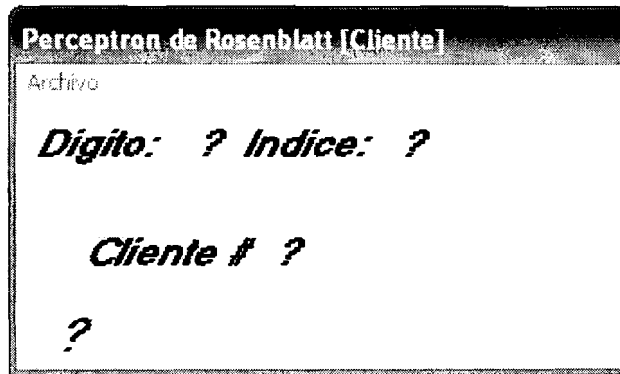 Perceptron de Rosenblatt [Cliente]
Archivo
Digito: ? Indice: ?
Cliente # ?
?